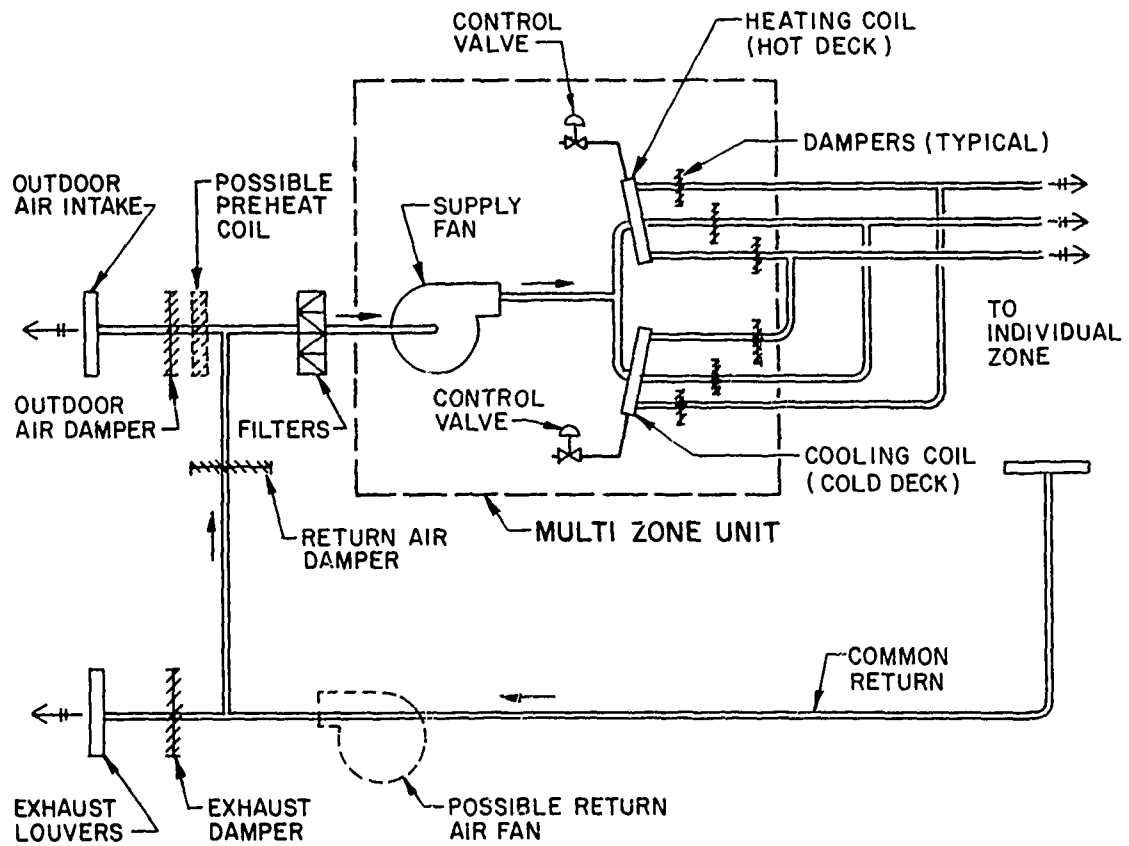 CONTROL
VALVE
HEATING COIL
(HOT DECK)
DAMPERS (TYPICAL)
OUTDOOR
AIR INTAKE
POSSIBLE
PREHEAT
COIL
SUPPLY
FAN
TO
INDIVIDUAL
ZONE
OUTDOOR
AIR DAMPER
FILTERS
CONTROL
VALVE
COOLING COIL
(COLD DECK)
MULTI ZONE UNIT
RETURN AIR
DAMPER
COMMON
RETURN
EXHAUST
LOUVERS
EXHAUST
DAMPER
POSSIBLE RETURN
AIR FAN